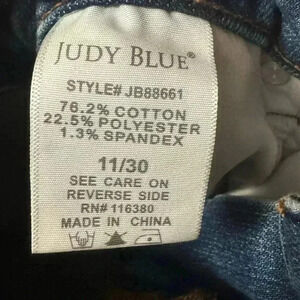 JUDY BLUE®
STYLE# JB88661
76.2% COTTON
22.5% POLYESTER
1.3% SPANDEX
11/30
SEE CARE ON
REVERSE SIDE
RN# 116380
MADE IN CHINA